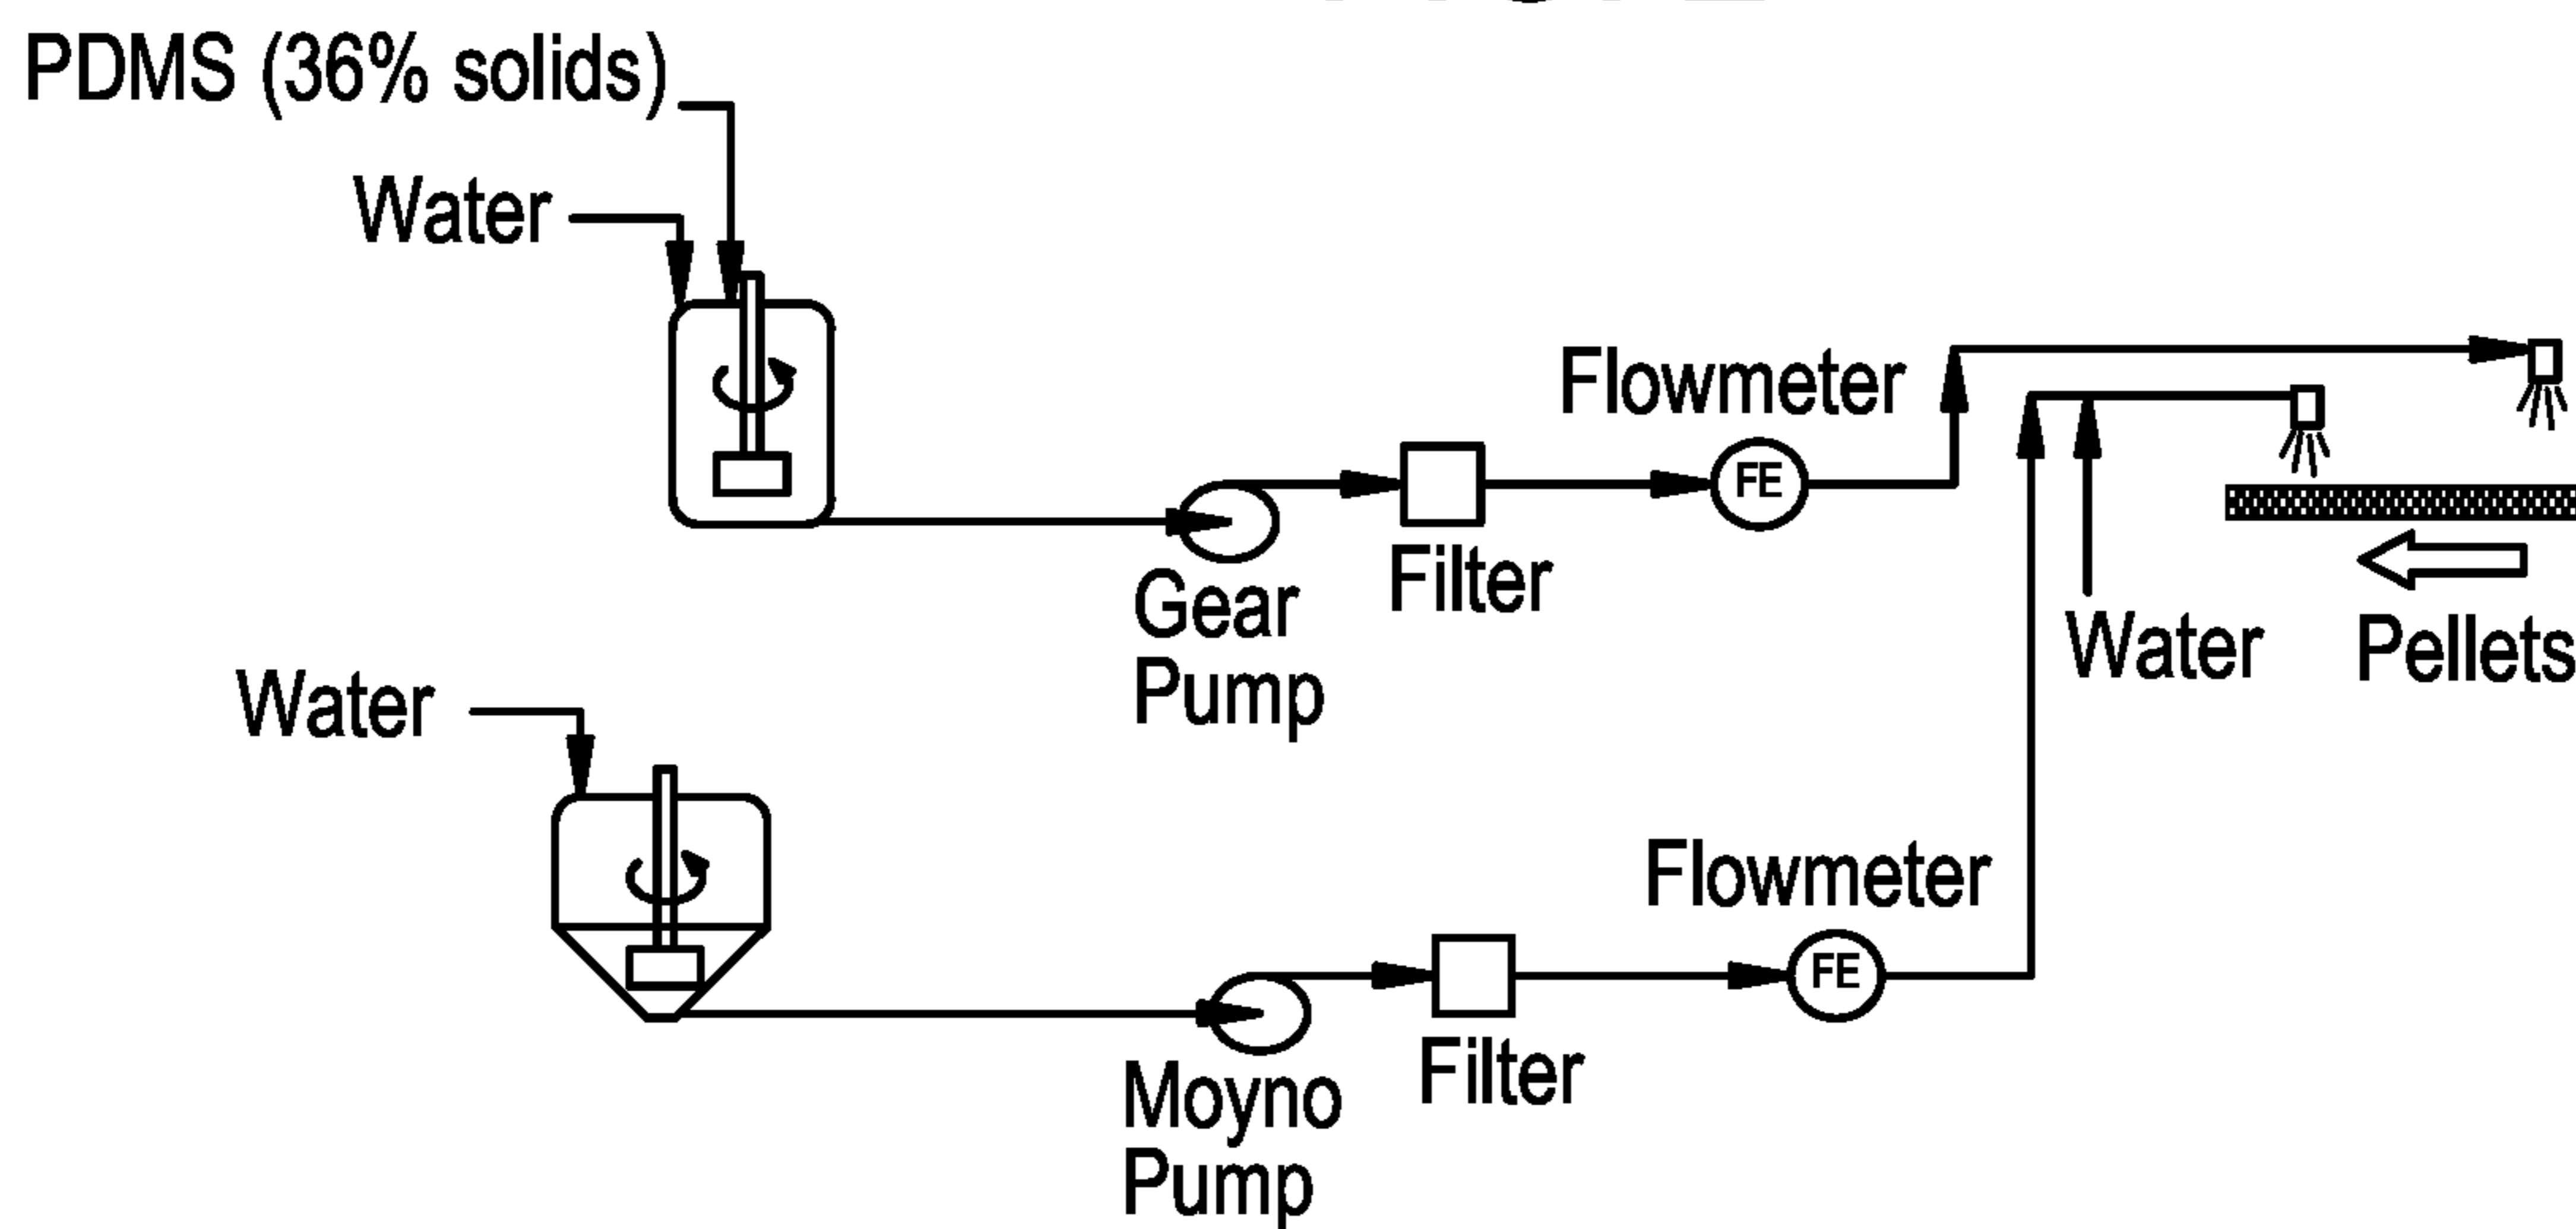 PDMS (36% solids)
Water
Flowmeter
FE
Filter
Gear
Pump
Water
Pellets
Water
Flowmeter
FE
Filter
Moyno
Pump